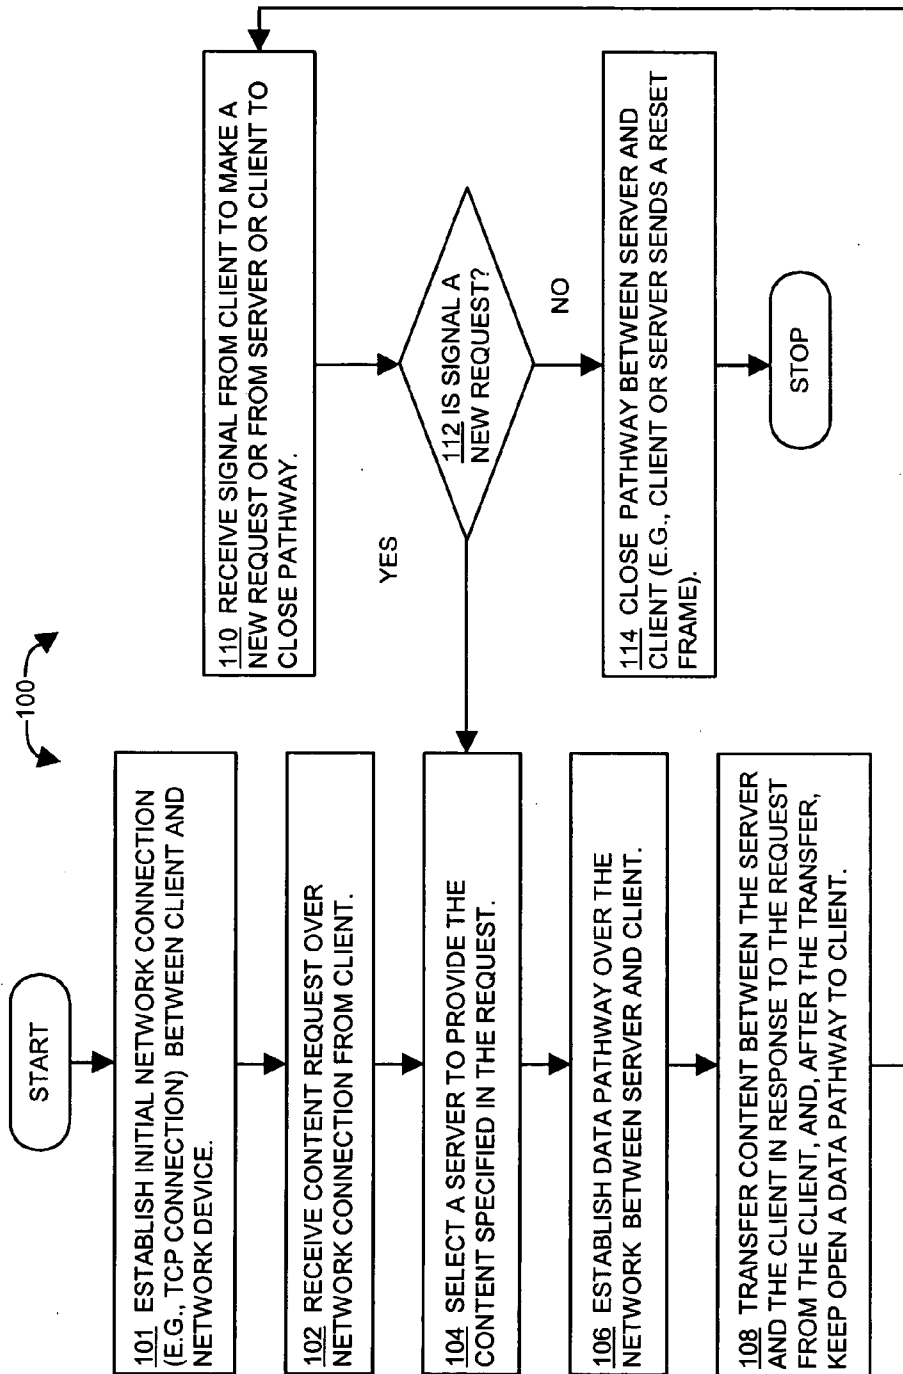 100
START
101 ESTABLISH INITIAL NETWORK CONNECTION
(E.G., TCP CONNECTION) BETWEEN CLIENT AND
NETWORK DEVICE.
102 RECEIVE CONTENT REQUEST OVER
NETWORK CONNECTION FROM CLIENT.
104 SELECT A SERVER TO PROVIDE THE
CONTENT SPECIFIED IN THE REQUEST.
106 ESTABLISH DATA PATHWAY OVER THE
NETWORK BETWEEN SERVER AND CLIENT.
108 TRANSFER CONTENT BETWEEN THE SERVER
AND THE CLIENT IN RESPONSE TO THE REQUEST
FROM THE CLIENT, AND, AFTER THE TRANSFER,
KEEP OPEN A DATA PATHWAY TO CLIENT.
110 RECEIVE SIGNAL FROM CLIENT TO MAKE A
NEW REQUEST OR FROM SERVER OR CLIENT TO
CLOSE PATHWAY.
112 IS SIGNAL A
NEW REQUEST?
YES
NO
114 CLOSE PATHWAY BETWEEN SERVER AND
CLIENT (E.G., CLIENT OR SERVER SENDS A RESET
FRAME).
STOP